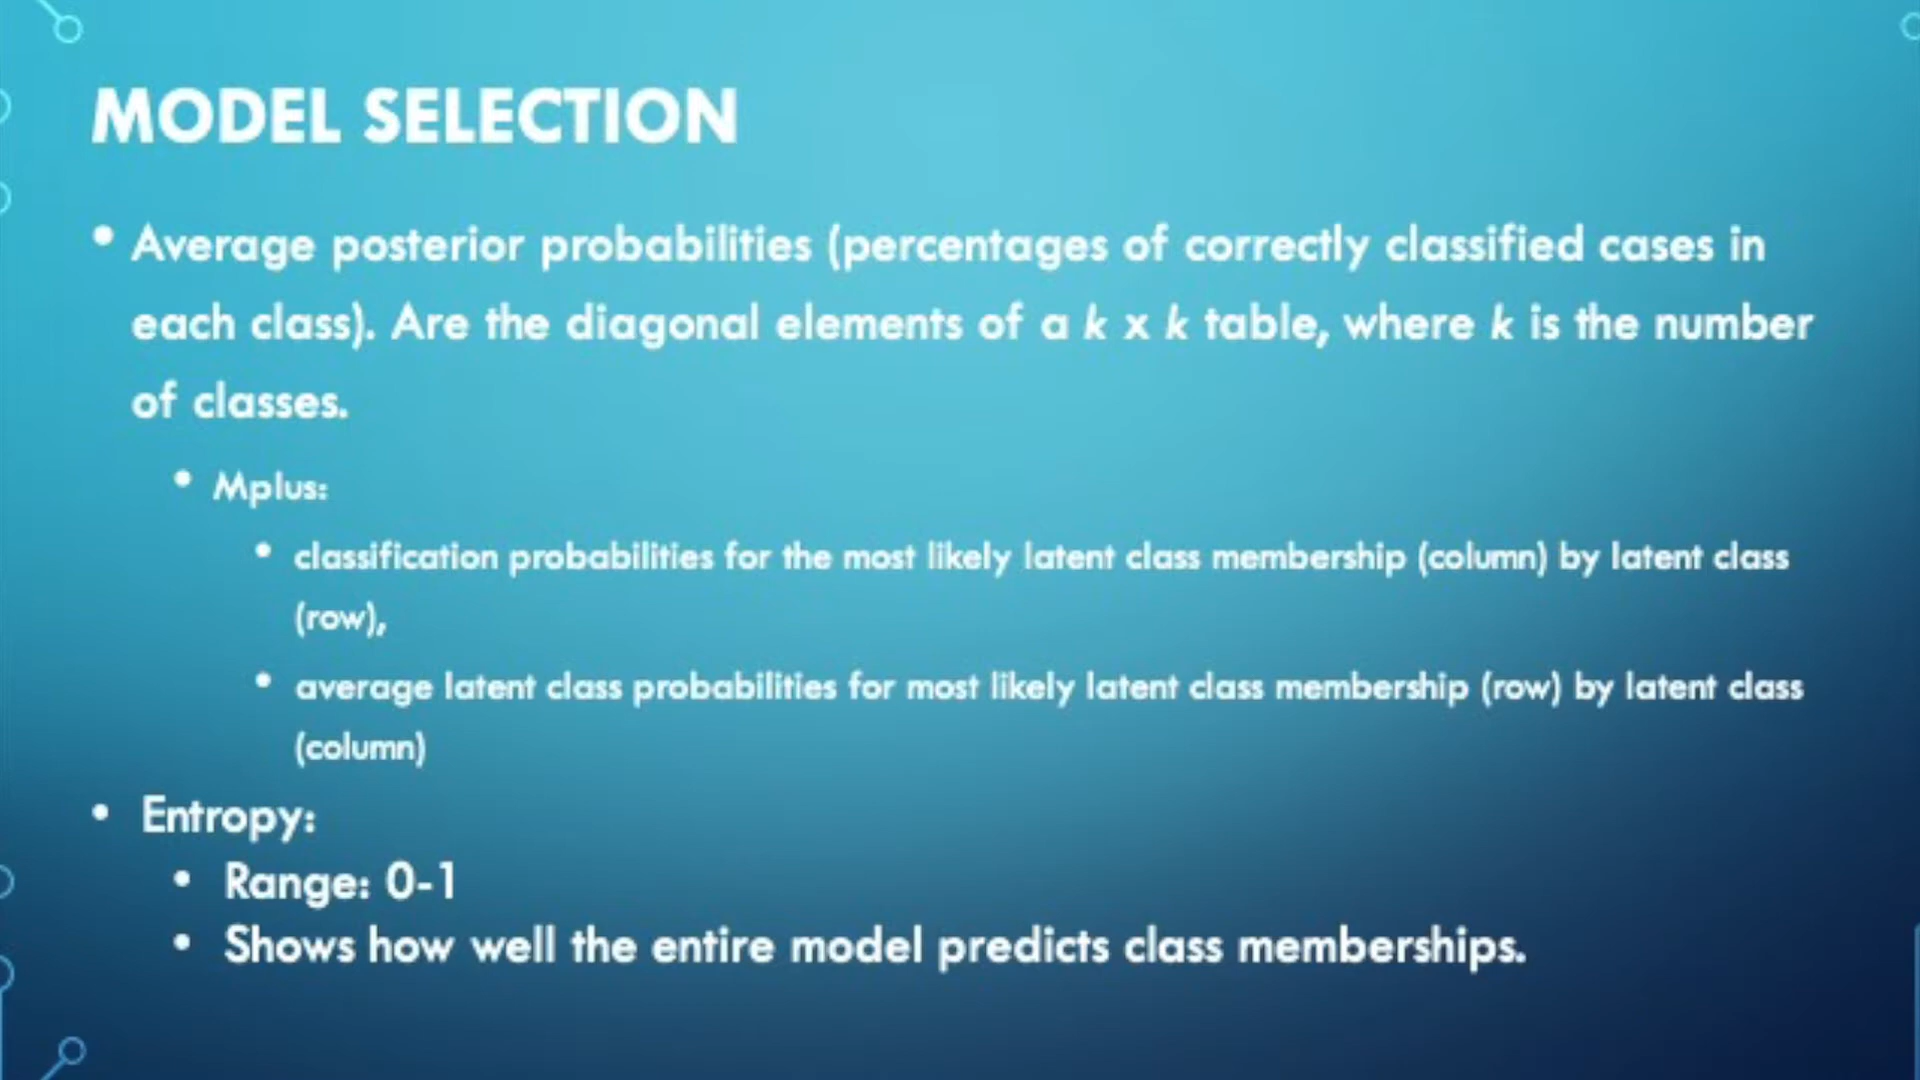 MODEL SELECTION
• Average posterior probabilities (percentages of correctly classified cases in
each class). Are the diagonal elements of a k x k table, where k is the number
of classes.
• Mplus:
• classification probabilities for the most likely latent class membership (column) by latent class
(row),
• average latent class probabilities for most likely latent class membership (row) by latent class
(column)
• Entropy:
• Range: 0-1
• Shows how well the entire model predicts class memberships.